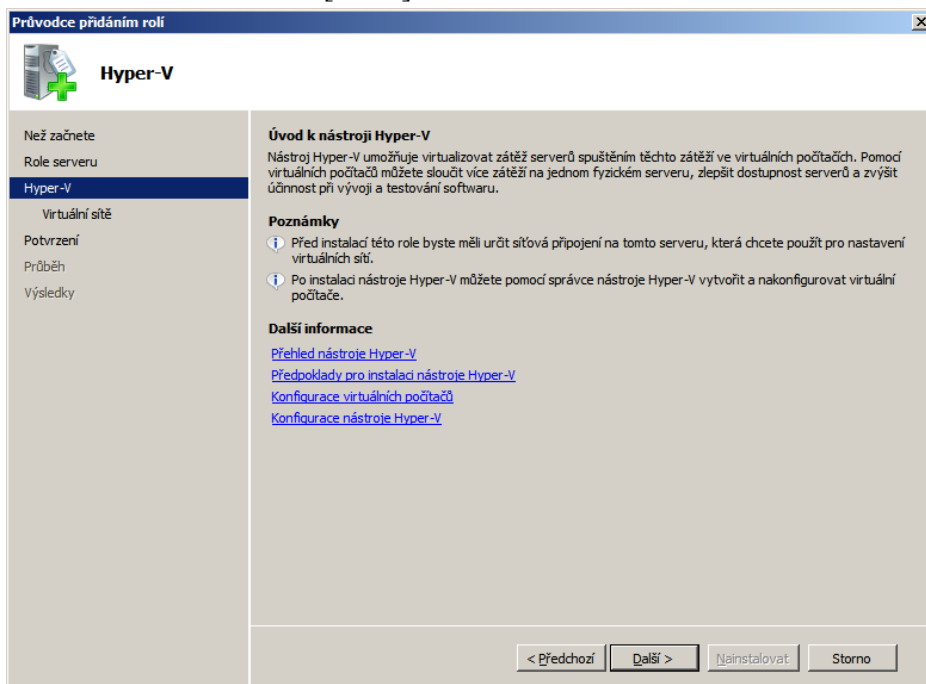 Průvodce přidáním rolí
Hyper-V
Než začnete
Role serveru
Hyper-V
Virtuální sítě
Potvrzení
Průběh
Výsledky
Úvod k nástroji Hyper-V
Nástroj Hyper-V umožňuje virtualizovat zátěž serverů spuštěním těchto zátěží ve virtuálních počítačích. Pomocí
virtuálních počítačů můžete sloučit více zátěží na jednom fyzickém serveru, zlepšit dostupnost serverů a zvýšit
účinnost při vývoji a testování softwaru.
Poznámky
Před instalací této role byste měli určit síťová připojení na tomto serveru, která chcete použít pro nastavení
virtuálních sítí.
Po instalaci nástroje Hyper-V můžete pomocí správce nástroje Hyper-V vytvořit a nakonfigurovat virtuální
počítače.
Další informace
Přehled nástroje Hyper-V
Předpoklady pro instalaci nástroje Hyper-V
Konfigurace virtuálních počítačů
Konfigurace nástroje Hyper-V
< Předchozí Další > Nainstalovat Storno